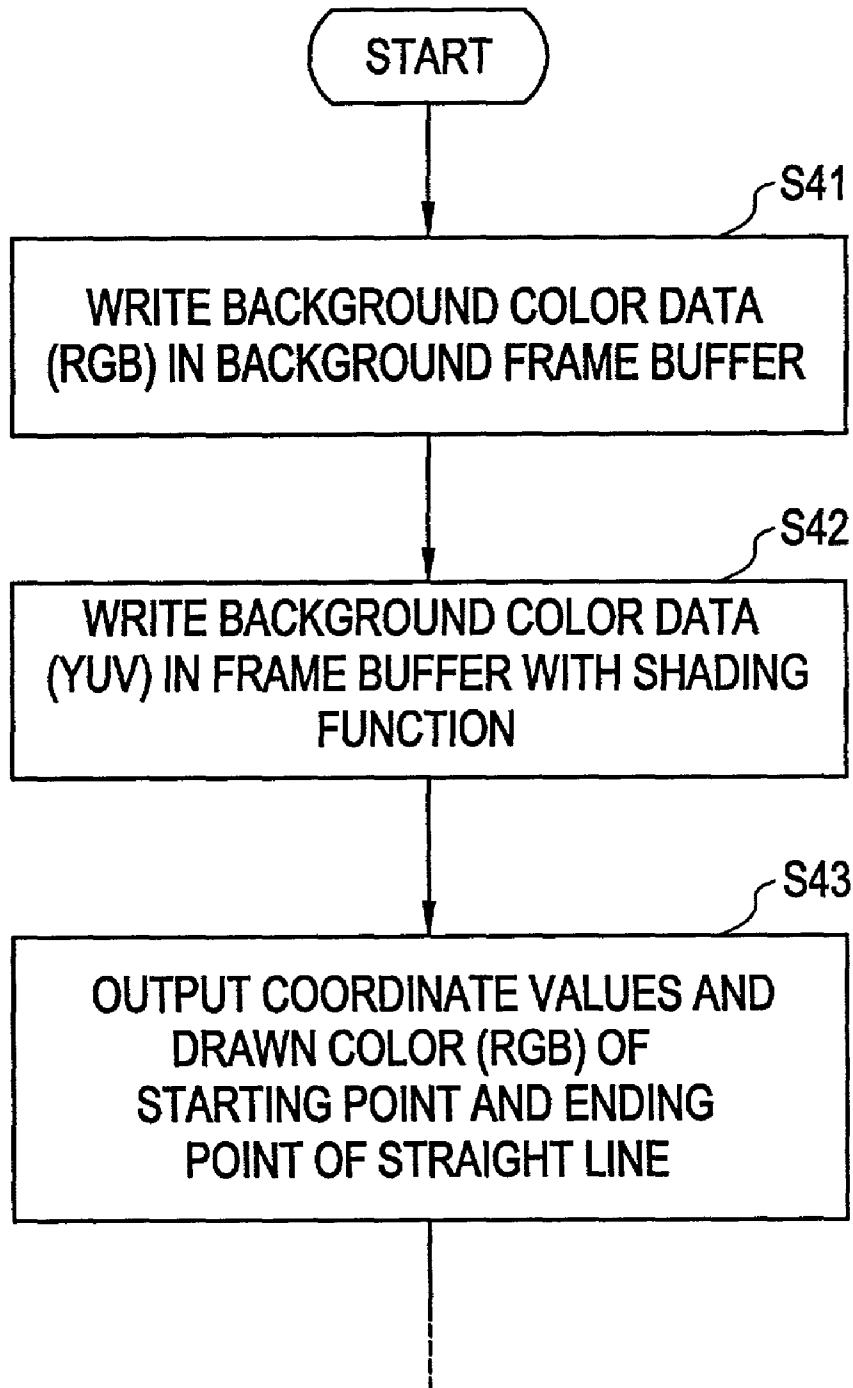 START
S41
WRITE BACKGROUND COLOR DATA
(RGB) IN BACKGROUND FRAME BUFFER
S42
WRITE BACKGROUND COLOR DATA
(YUV) IN FRAME BUFFER WITH SHADING
FUNCTION
S43
OUTPUT COORDINATE VALUES AND
DRAWN COLOR (RGB) OF
STARTING POINT AND ENDING
POINT OF STRAIGHT LINE